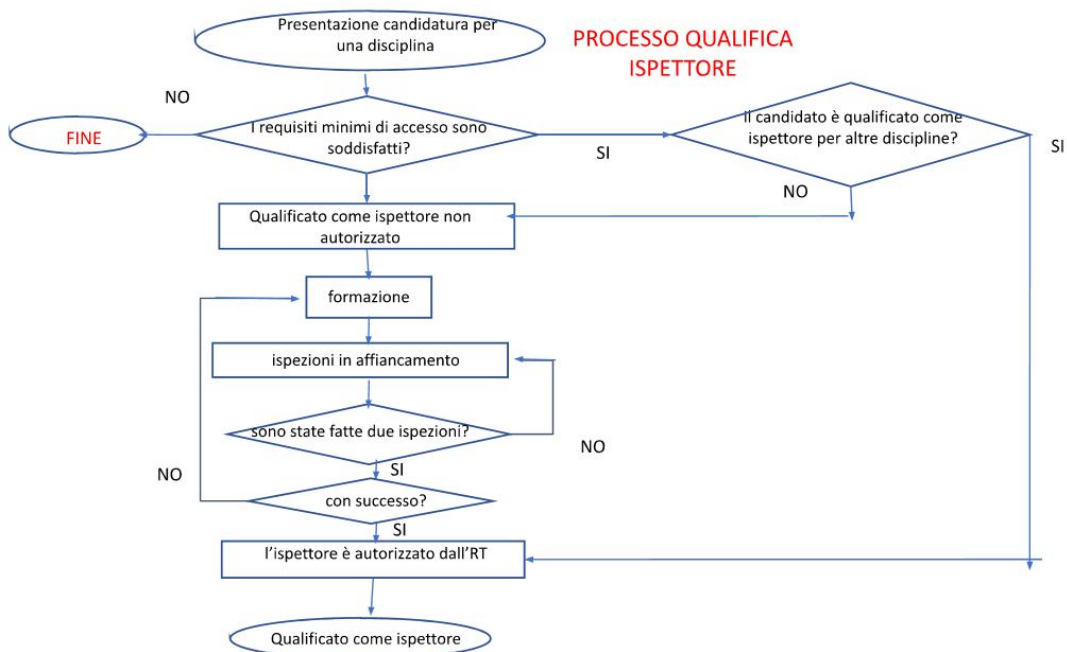 Presentazione candidatura per
una disciplina
PROCESSO QUALIFICA
ISPETTORE
NO
FINE
I requisiti minimi di accesso sono
soddisfatti?
SI
il candidato è qualificato come
ispettore per altre discipline?
SI
NO
Qualificato come ispettore non
autorizzato
formazione
ispezioni in affiancamento
sono state fatte due ispezioni?
NO
SI
NO
con successo?
SI
l’ispettore è autorizzato dall’RT
Qualificato come ispettore